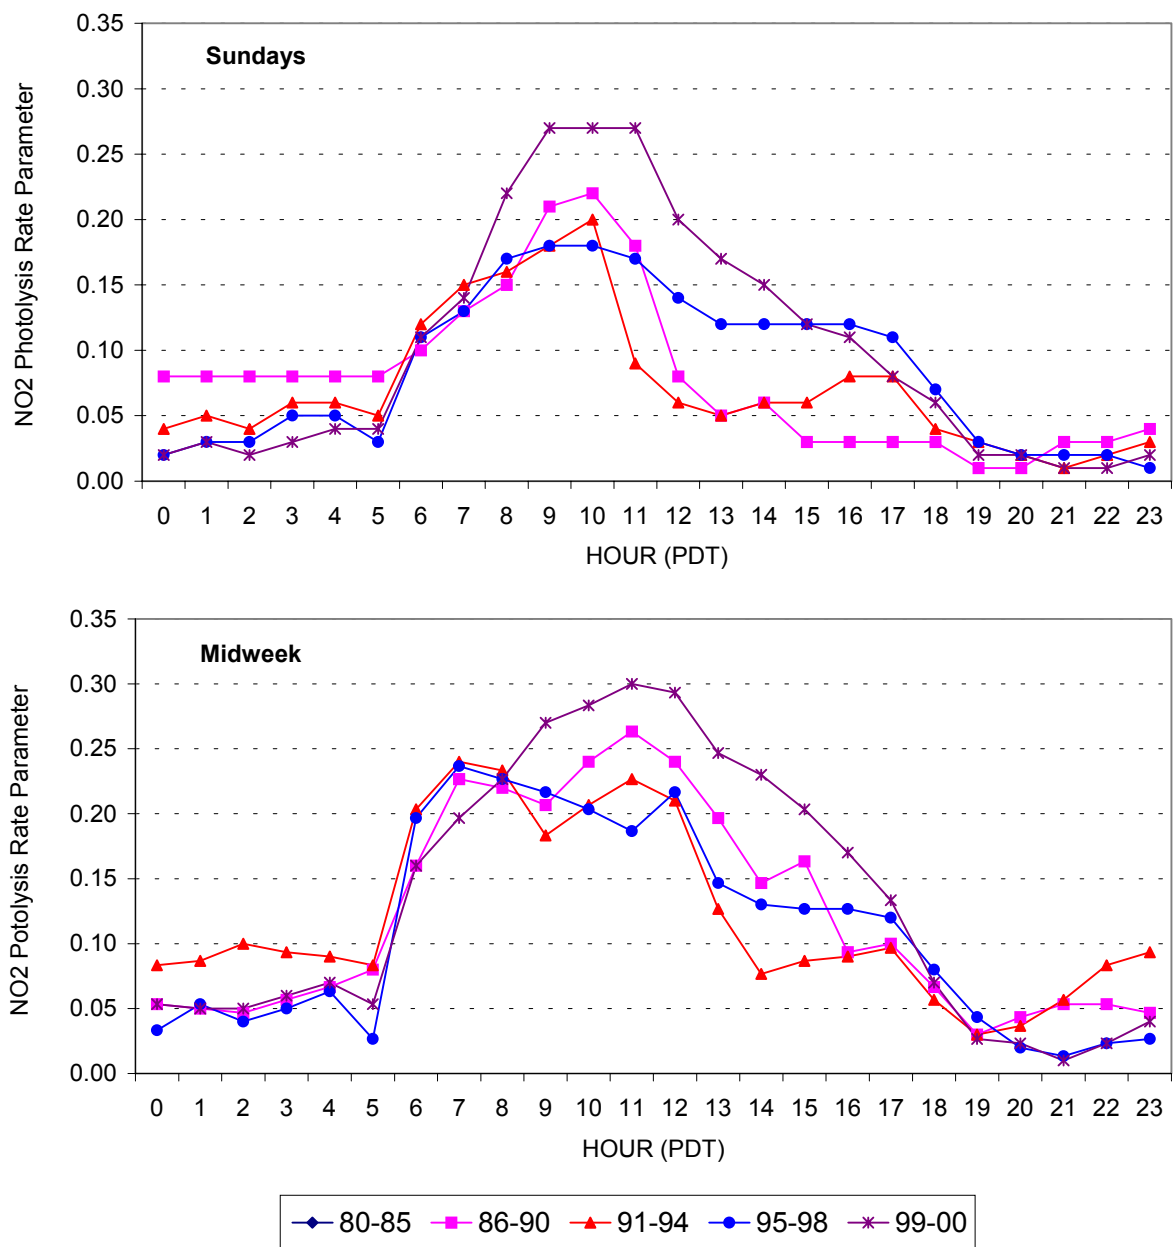 Sundays
NO2 Photolysis Rate Parameter
0.35
0.30
0.25
0.20
0.15
0.10
0.05
0.00
0 1 2 3 4 5 6 7 8 9 10 11 12 13 14 15 16 17 18 19 20 21 22 23
HOUR (PDT)
Midweek
NO2 Potolysis Rate Parameter
0.35
0.30
0.25
0.20
0.15
0.10
0.05
0.00
0 1 2 3 4 5 6 7 8 9 10 11 12 13 14 15 16 17 18 19 20 21 22 23
HOUR (PDT)
80-85 86-90 91-94 95-98 99-00